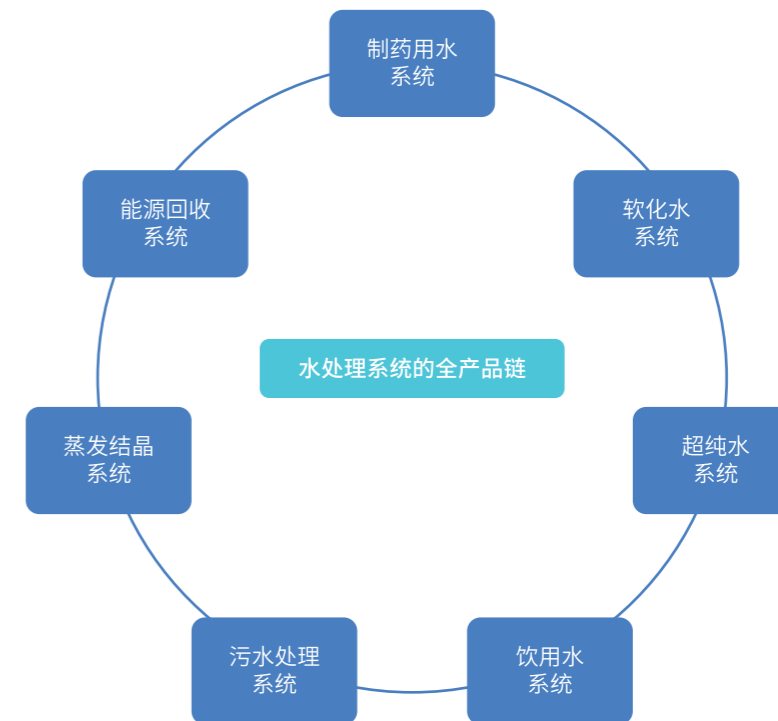 制药用水
系统
软化水
系统
超纯水
系统
饮用水
系统
污水处理
系统
蒸发结晶
系统
能源回收
系统
水处理系统的全产品链